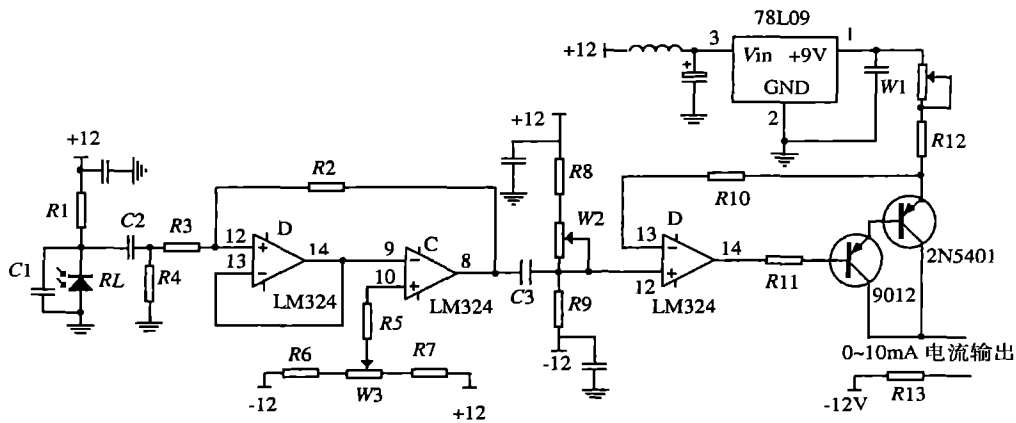 78L09
+12
3
Vin
+9V
1
GND
2
W1
R12
+12
R1
C1
RL
C2
R3
R4
R2
12
+
13
−
D
14
LM324
9
−
10
+
C
8
LM324
R5
R6
W3
R7
-12
+12
C3
+12
R8
W2
R9
-12
R10
13
−
12
+
D
14
LM324
R11
9012
2N5401
0~10mA 电流输出
-12V
R13
+